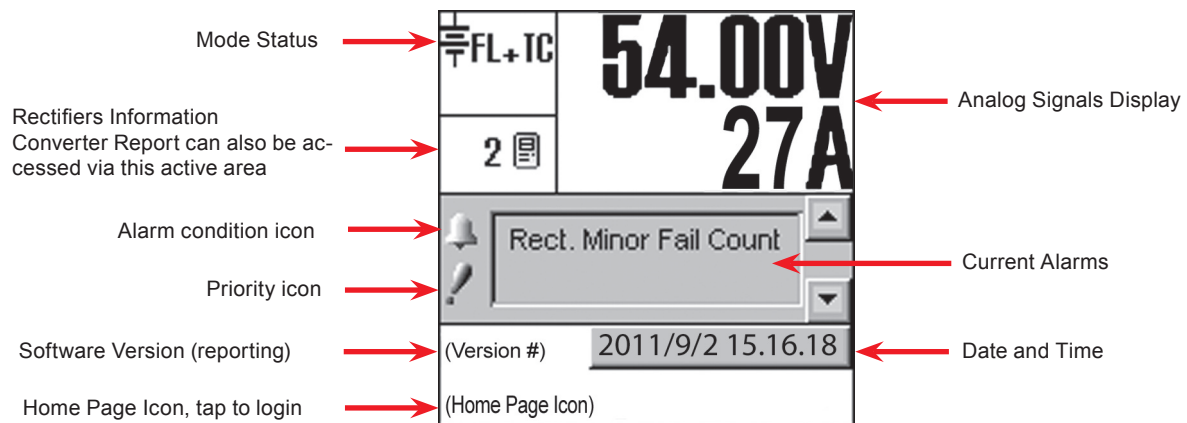 Mode Status
FL+TC
54.00V
27A
Analog Signals Display
Rectifiers Information
Converter Report can also be ac-
cessed via this active area
2
Alarm condition icon
Rect. Minor Fail Count
Current Alarms
Priority icon
Software Version (reporting)
(Version #)
2011/9/2 15.16.18
Date and Time
Home Page Icon, tap to login
(Home Page Icon)